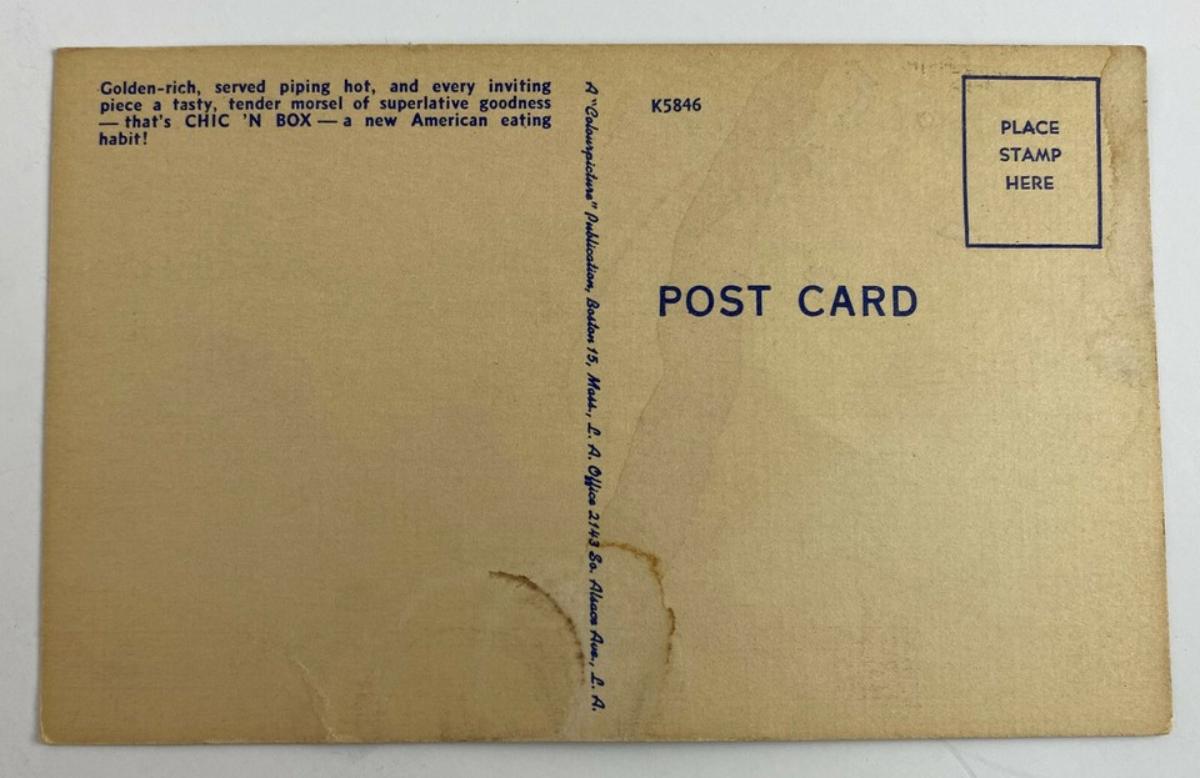 Golden-rich, served piping hot, and every inviting
piece a tasty, tender morsel of superlative goodness
— that's CHIC 'N BOX — a new American eating
habit!
A "Colourpicture" Publication, Boston 15, Mass., L. A. Office 2143 So. Alsace Ave., L. A.
K5846
PLACE
STAMP
HERE
POST CARD